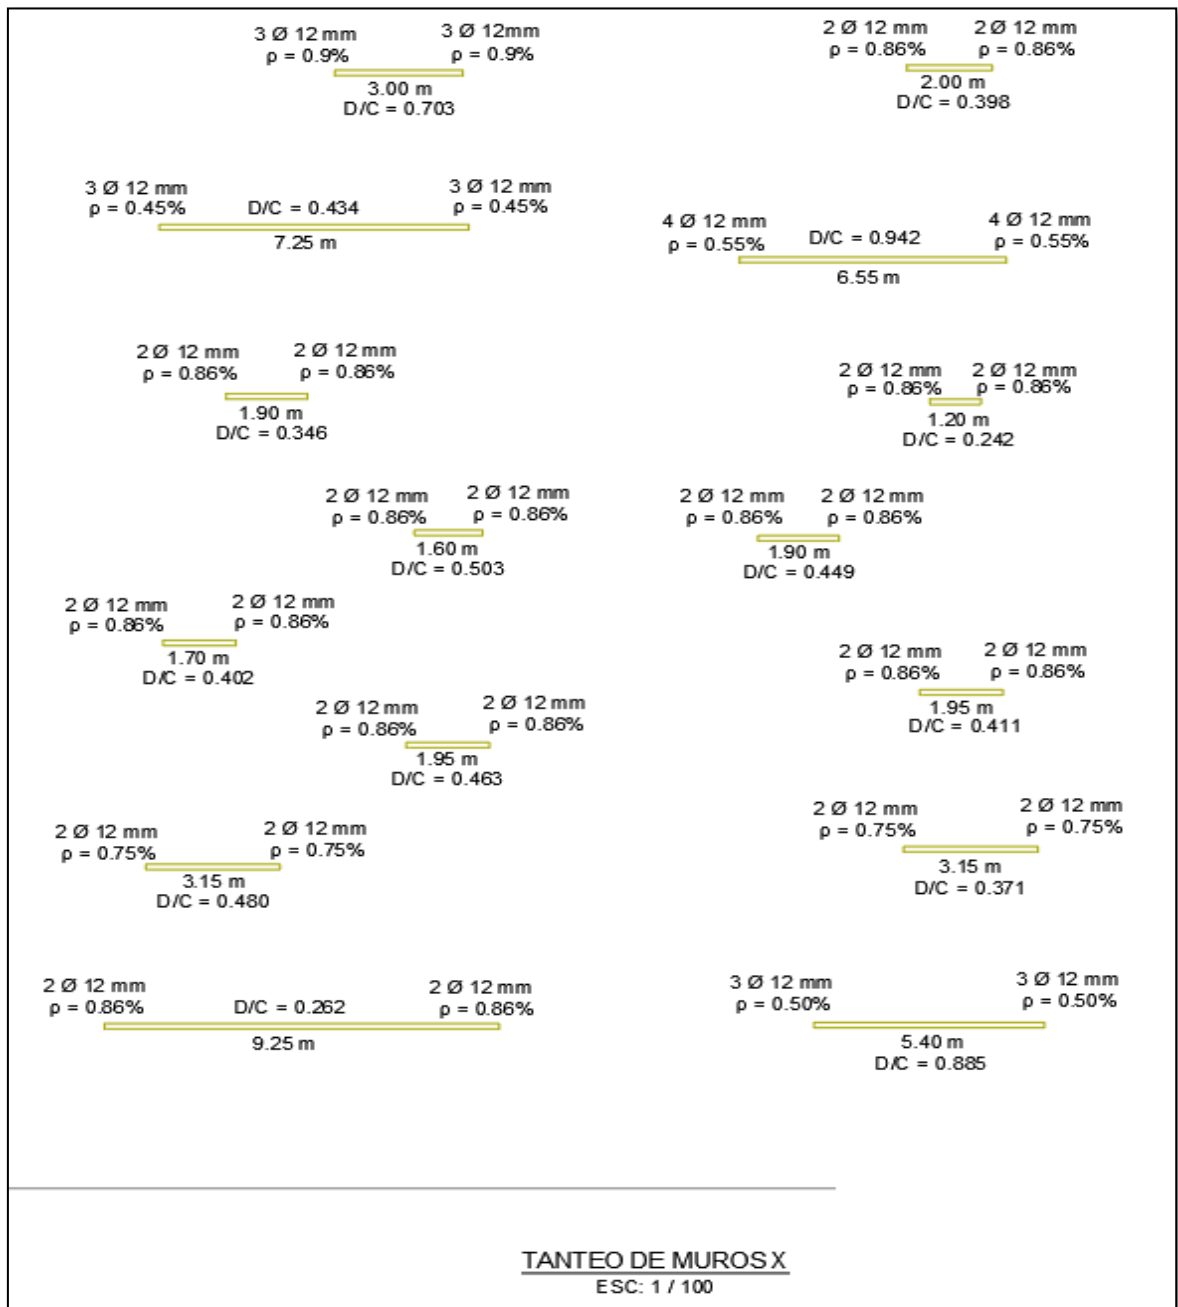 3 Ø 12 mm
ρ = 0.9%
3 Ø 12mm
ρ = 0.9%
3.00 m
D/C = 0.703
2 Ø 12 mm
ρ = 0.86%
2 Ø 12 mm
ρ = 0.86%
2.00 m
D/C = 0.398
3 Ø 12 mm
ρ = 0.45%
D/C = 0.434
3 Ø 12 mm
ρ = 0.45%
7.25 m
4 Ø 12 mm
ρ = 0.55%
D/C = 0.942
4 Ø 12 mm
ρ = 0.55%
6.55 m
2 Ø 12 mm
ρ = 0.86%
2 Ø 12 mm
ρ = 0.86%
1.90 m
D/C = 0.346
2 Ø 12 mm
ρ = 0.86%
2 Ø 12 mm
ρ = 0.86%
1.20 m
D/C = 0.242
2 Ø 12 mm
ρ = 0.86%
2 Ø 12 mm
ρ = 0.86%
1.60 m
D/C = 0.503
2 Ø 12 mm
ρ = 0.86%
2 Ø 12 mm
ρ = 0.86%
1.90 m
D/C = 0.449
2 Ø 12 mm
ρ = 0.86%
2 Ø 12 mm
ρ = 0.86%
1.70 m
D/C = 0.402
2 Ø 12 mm
ρ = 0.86%
2 Ø 12 mm
ρ = 0.86%
1.95 m
D/C = 0.411
2 Ø 12 mm
ρ = 0.86%
2 Ø 12 mm
ρ = 0.86%
1.95 m
D/C = 0.463
2 Ø 12 mm
ρ = 0.75%
2 Ø 12 mm
ρ = 0.75%
3.15 m
D/C = 0.480
2 Ø 12 mm
ρ = 0.75%
2 Ø 12 mm
ρ = 0.75%
3.15 m
D/C = 0.371
2 Ø 12 mm
ρ = 0.86%
D/C = 0.262
2 Ø 12 mm
ρ = 0.86%
9.25 m
3 Ø 12 mm
ρ = 0.50%
3 Ø 12 mm
ρ = 0.50%
5.40 m
D/C = 0.885
TANTEO DE MUROS X
ESC: 1 / 100